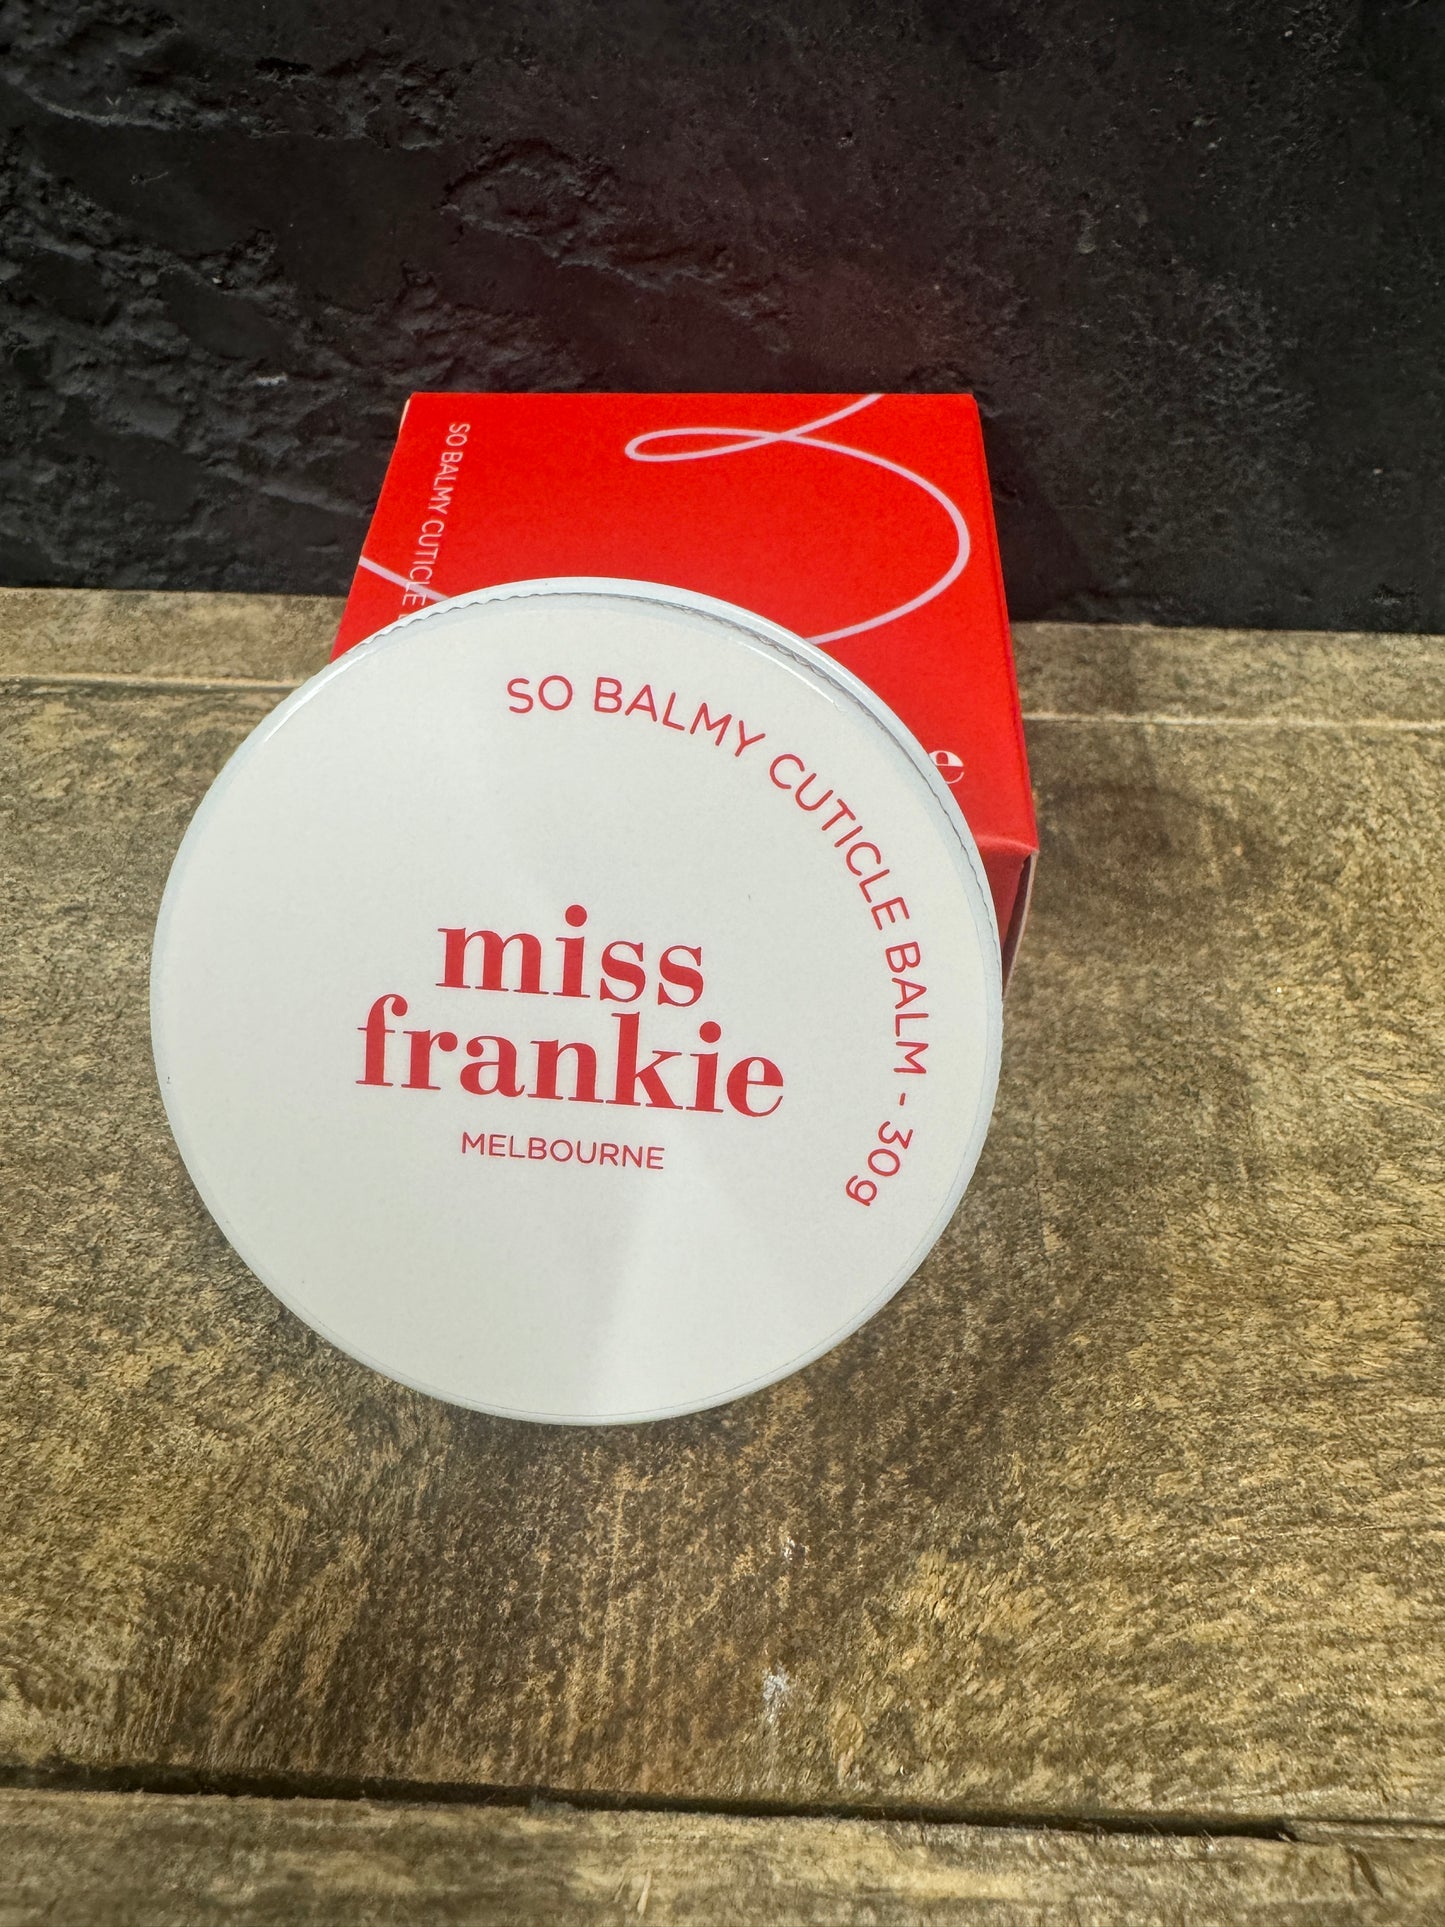 SO BALMY CUTICLE
SO BALMY CUTICLE BALM - 30g
miss
frankie
MELBOURNE